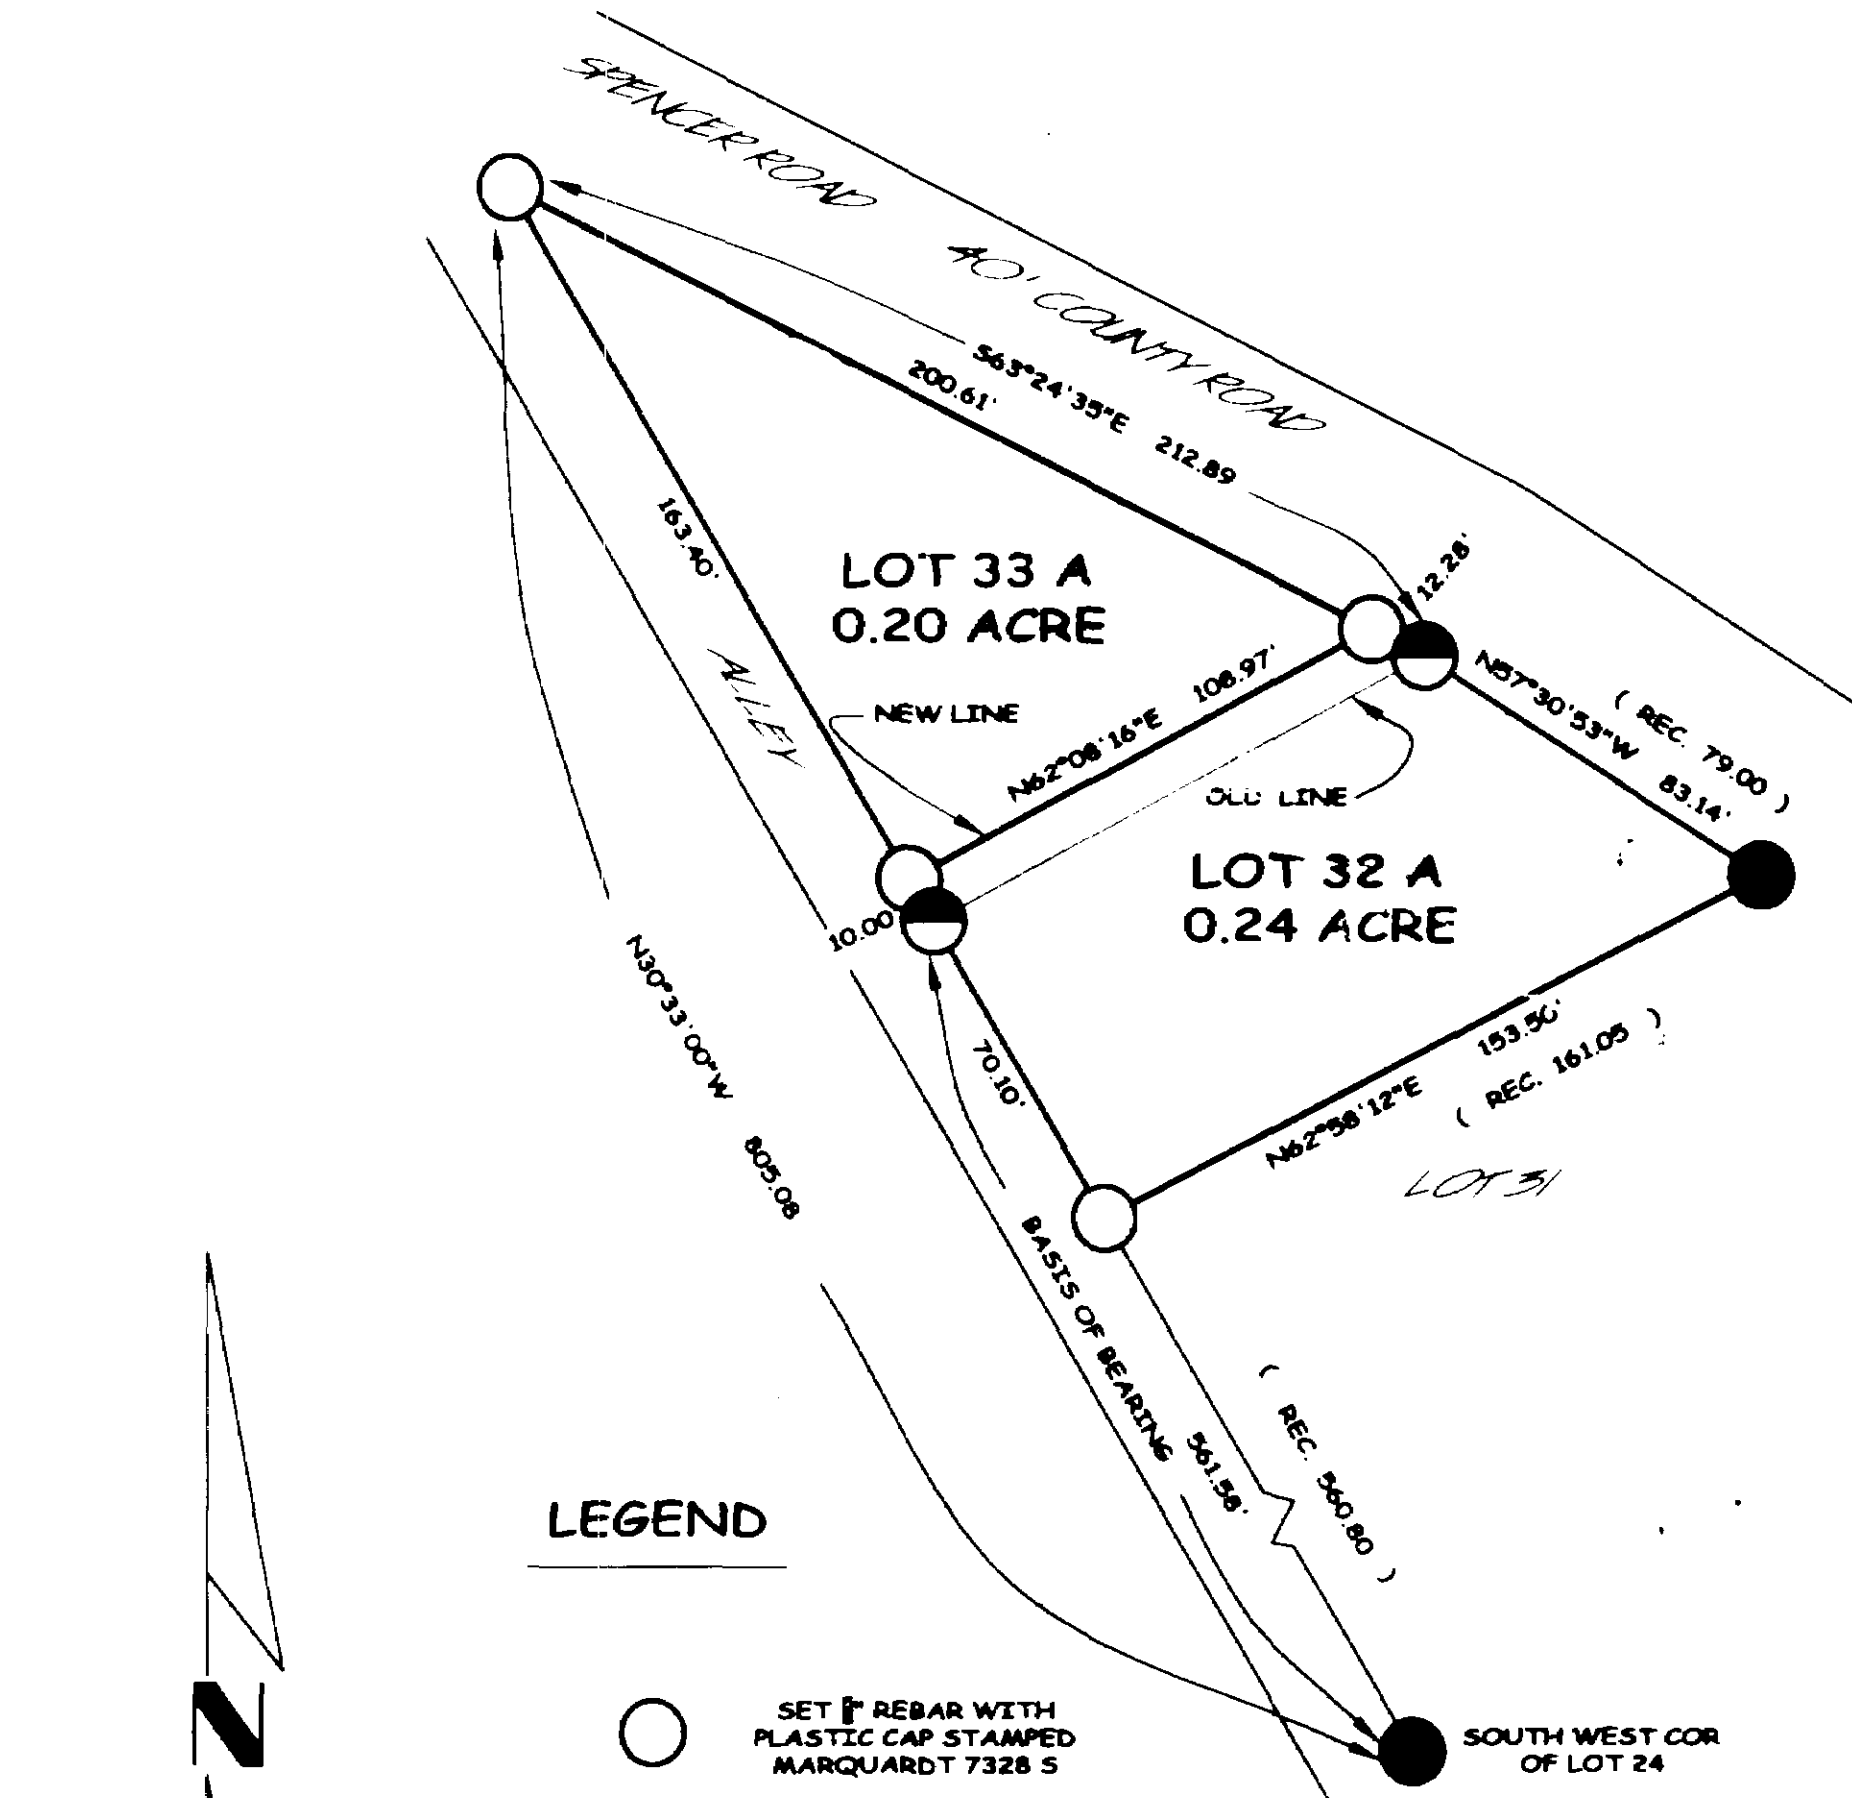 SPENCER ROAD
40' COUNTY ROAD
S63°24'35"E 212.89
200.61'
163.40'
12.28'
LOT 33 A
0.20 ACRE
ALLEY
NEW LINE
N62°08'16"E 108.97'
OLD LINE
N57°30'53"W 83.14'
( REC. 79.00 )
LOT 32 A
0.24 ACRE
10.00
N30°33'00"W 805.08
70.10'
153.50'
N62°58'12"E
( REC. 161.05 )
LOT 31
BASIS OF BEARING 561.58'
( REC. 560.80 )
LEGEND
N
SET REBAR WITH
PLASTIC CAP STAMPED
MARQUARDT 7328 S
SOUTH WEST COR
OF LOT 24